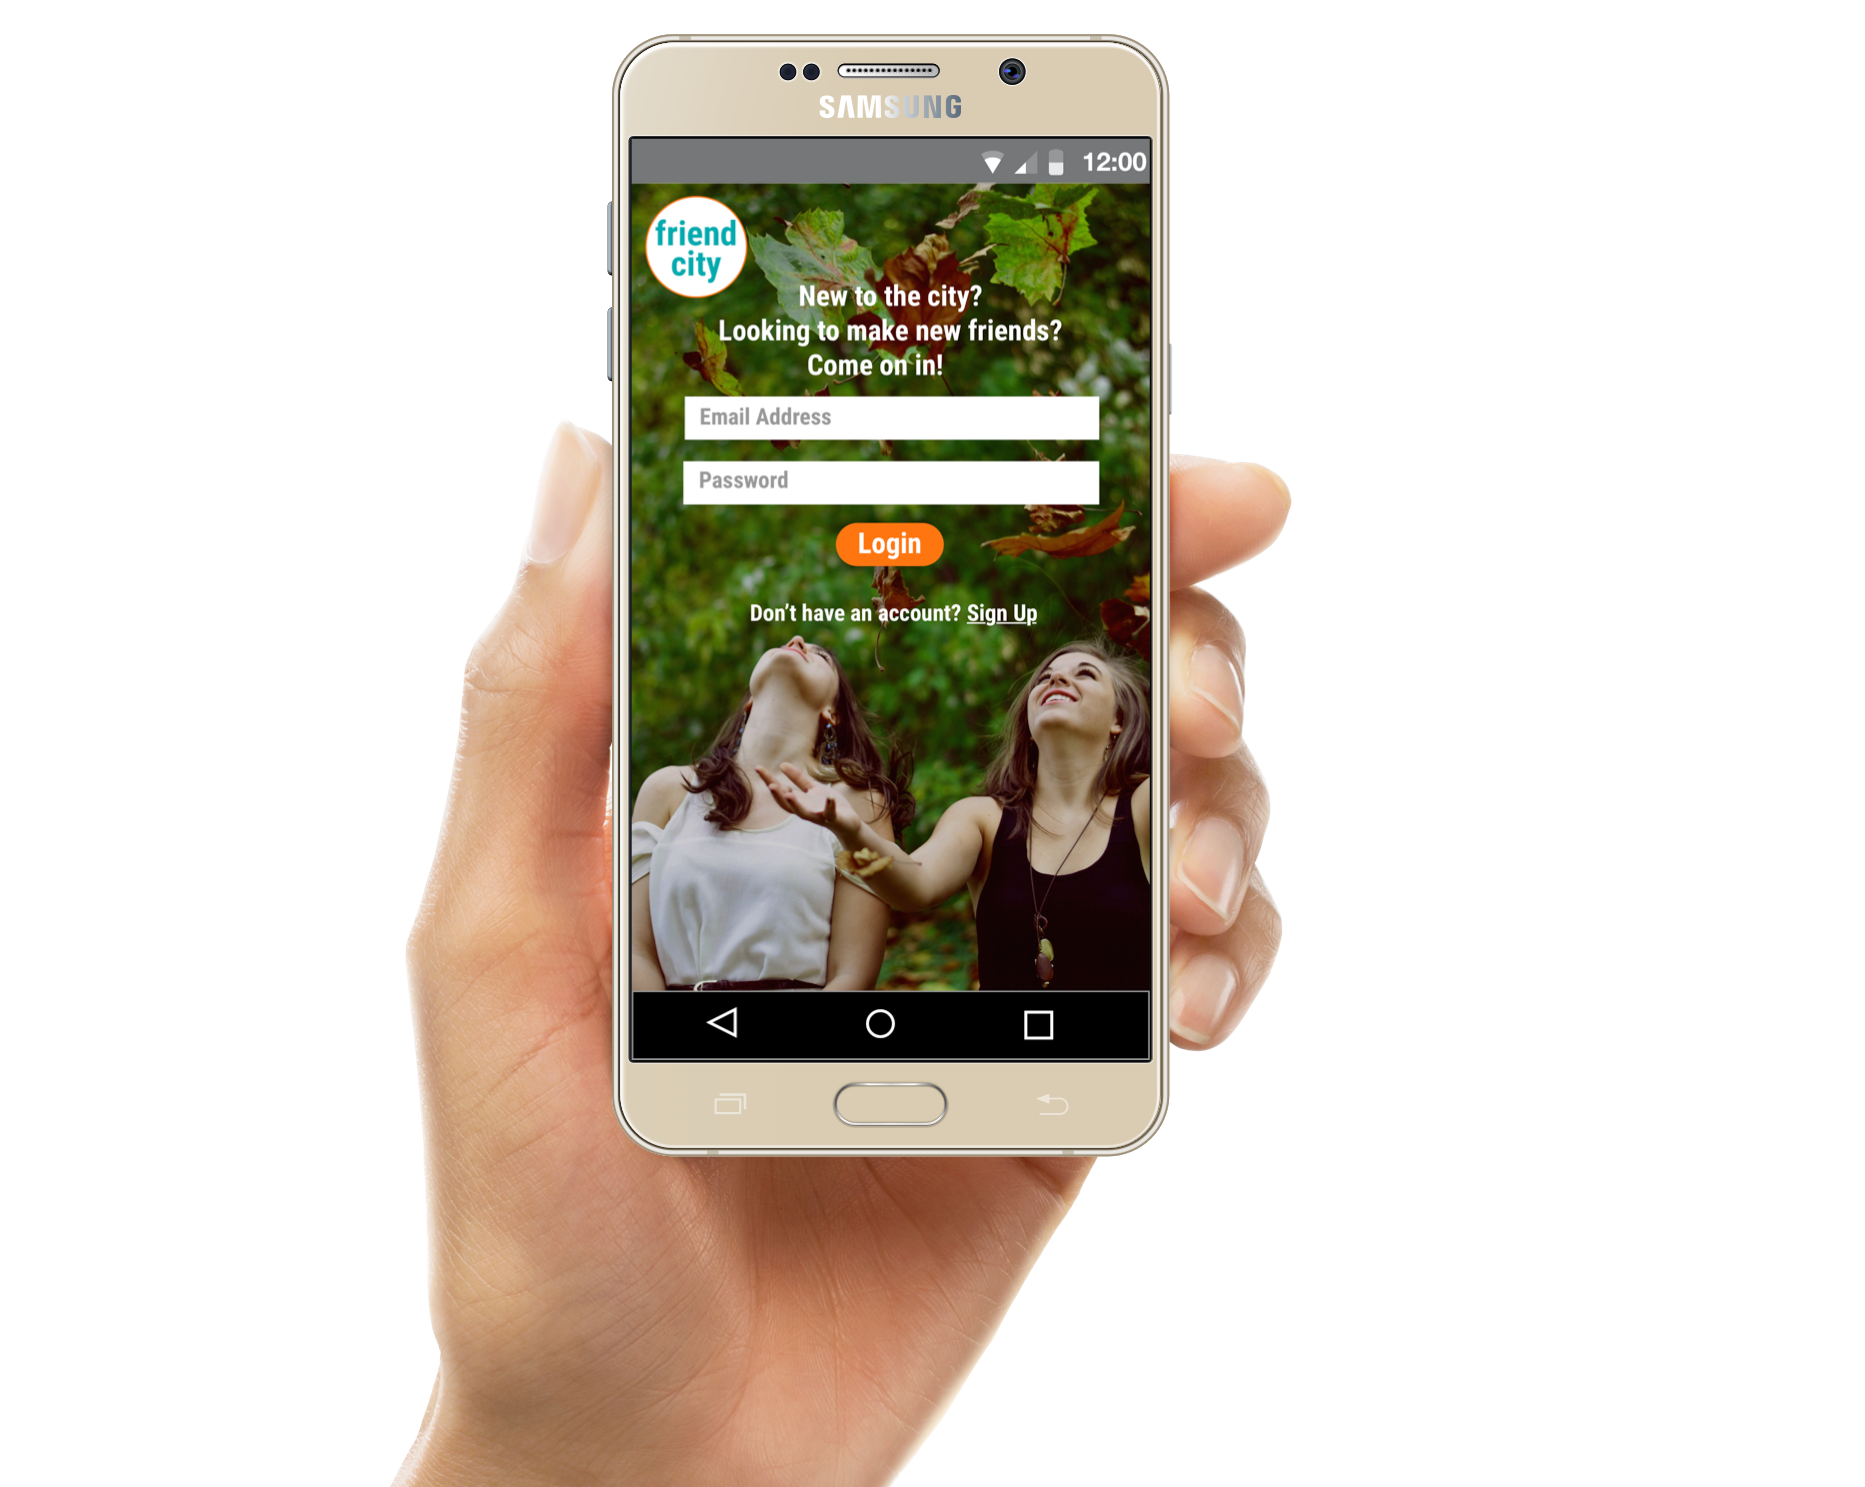 SAMSUNG
12:00
friend
city
New to the city?
Looking to make new friends?
Come on in!
Email Address
Password
Login
Don't have an account? Sign Up